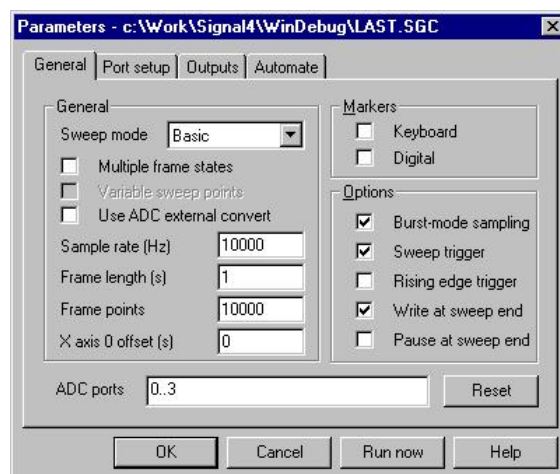 Parameters - c:\Work\Signal4\WinDebug\LAST.SGC
General Port setup Outputs Automate
General
Sweep mode Basic
Multiple frame states
Variable sweep points
Use ADC external convert
Sample rate (Hz) 10000
Frame length (s) 1
Frame points 10000
X axis 0 offset (s) 0
Markers
Keyboard
Digital
Options
Burst-mode sampling
Sweep trigger
Rising edge trigger
Write at sweep end
Pause at sweep end
ADC ports 0..3 Reset
OK Cancel Run now Help